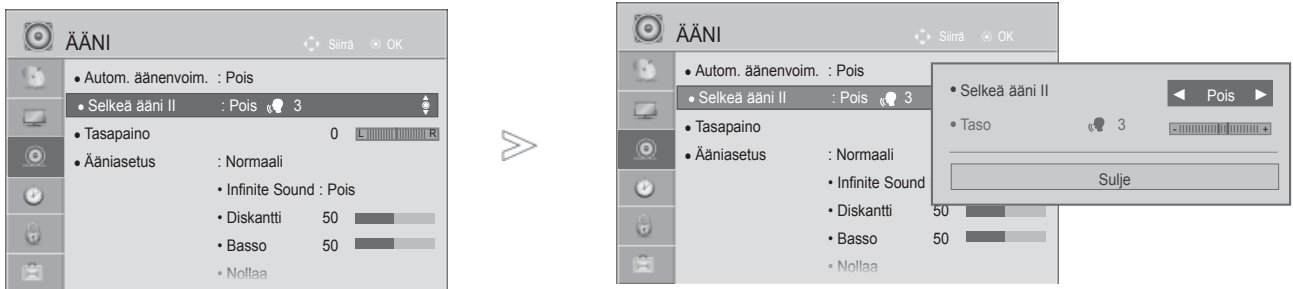 ÄÄNI Siirrä OK
• Autom. äänenvoim. : Pois
• Selkeä ääni II : Pois 3
• Tasapaino 0 L R
• Ääniasetus : Normaali
• Infinite Sound : Pois
• Diskantti 50
• Basso 50
• Nollaa
ÄÄNI Siirrä OK
• Autom. äänenvoim. : Pois
• Selkeä ääni II : Pois 3
• Tasapaino
• Ääniasetus : Normaali
• Infinite Sound :
• Diskantti 50
• Basso 50
• Nollaa
• Selkeä ääni II ◄ Pois ►
• Taso 3 - +
Sulje